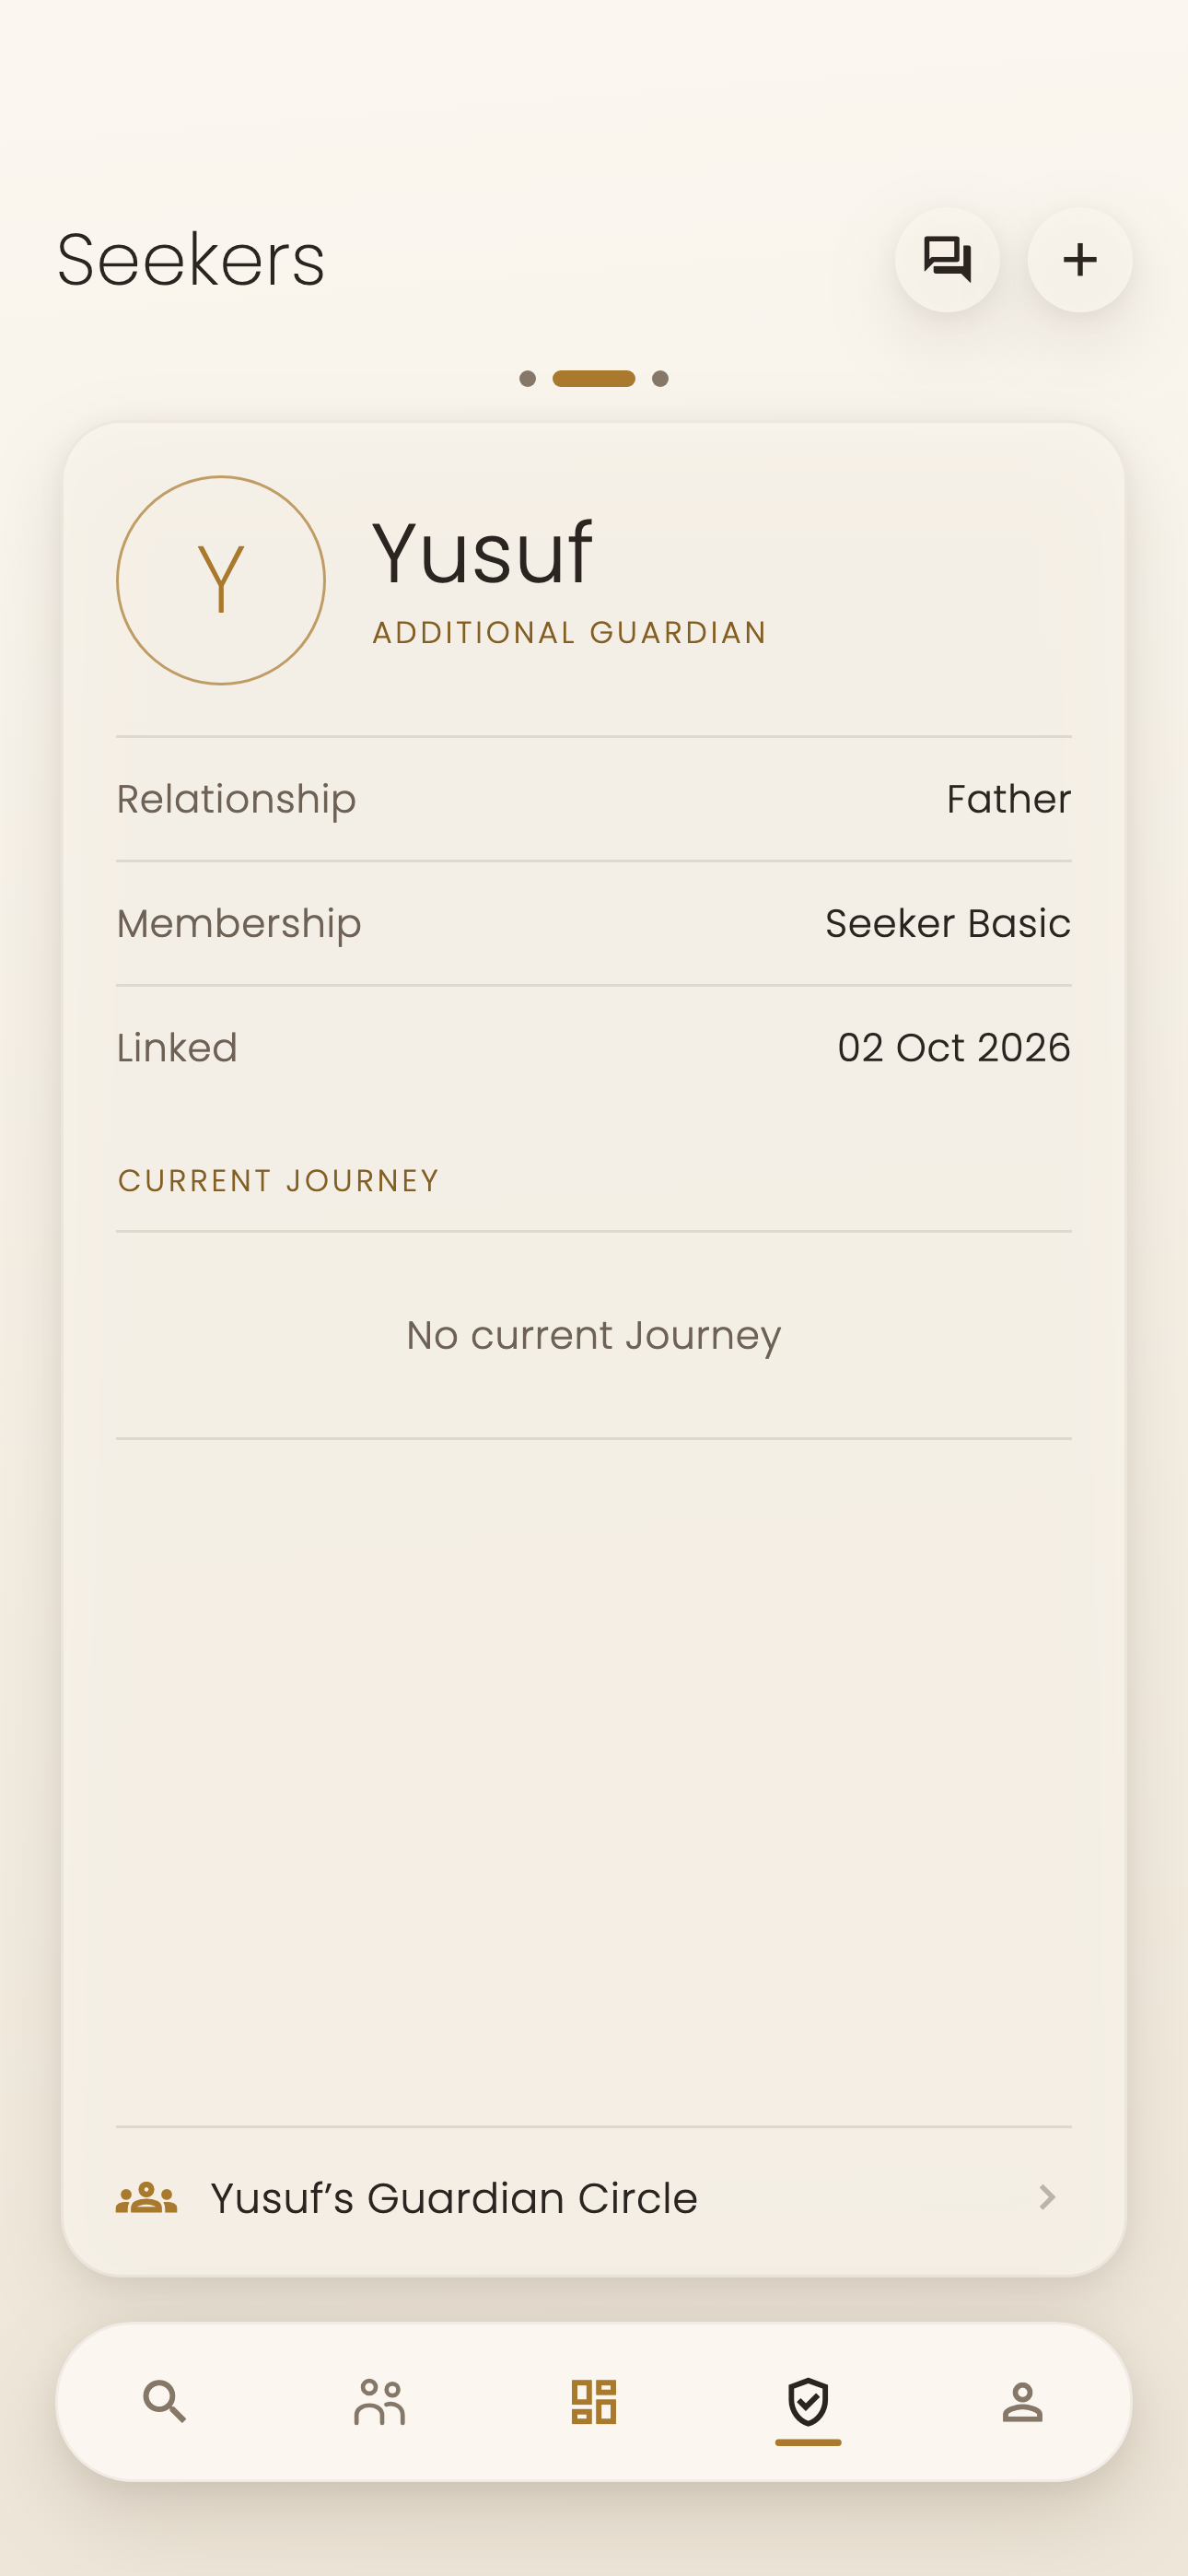 Seekers
Y
Yusuf
ADDITIONAL GUARDIAN
Relationship Father
Membership Seeker Basic
Linked 02 Oct 2026
CURRENT JOURNEY
No current Journey
Yusuf’s Guardian Circle